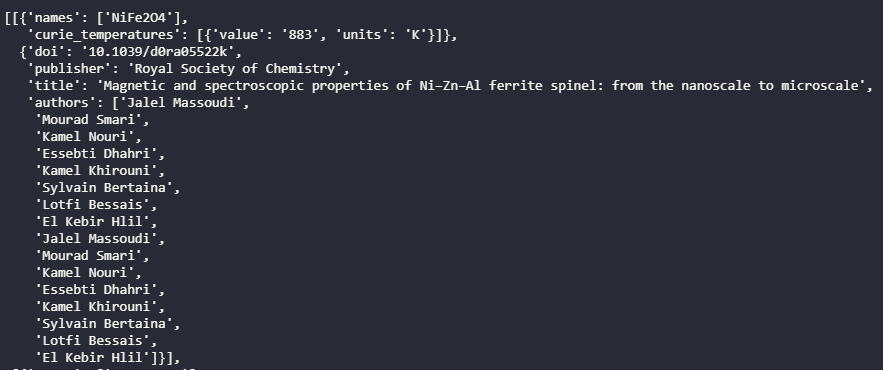 [[{'names': ['NiFe2O4'],
'curie_temperatures': [{'value': '883', 'units': 'K'}]},
{'doi': '10.1039/d0ra05522k',
'publisher': 'Royal Society of Chemistry',
'title': 'Magnetic and spectroscopic properties of Ni–Zn–Al ferrite spinel: from the nanoscale to microscale',
'authors': ['Jalel Massoudi',
'Mourad Smari',
'Kamel Nouri',
'Essebti Dhahri',
'Kamel Khirouni',
'Sylvain Bertaina',
'Lotfi Bessais',
'El Kebir Hlil',
'Jalel Massoudi',
'Mourad Smari',
'Kamel Nouri',
'Essebti Dhahri',
'Kamel Khirouni',
'Sylvain Bertaina',
'Lotfi Bessais',
'El Kebir Hlil']}],